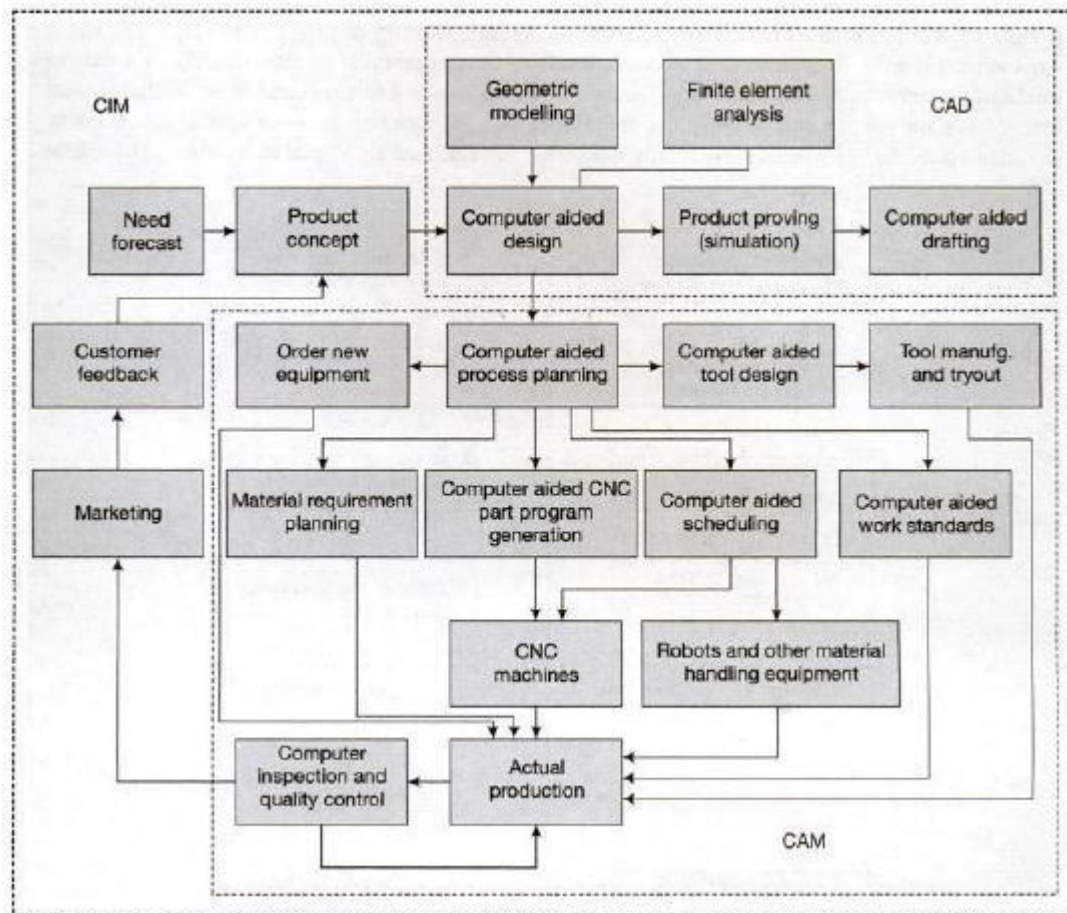 CIM
Geometric
modelling
Finite element
analysis
CAD
Need
forecast
Product
concept
Computer aided
design
Product proving
(simulation)
Computer aided
drafting
Customer
feedback
Order new
equipment
Computer aided
process planning
Computer aided
tool design
Tool manufg.
and tryout
Marketing
Material requirement
planning
Computer aided CNC
part program
generation
Computer aided
scheduling
Computer aided
work standards
CNC
machines
Robots and other material
handling equipment
Computer
inspection and
quality control
Actual
production
CAM